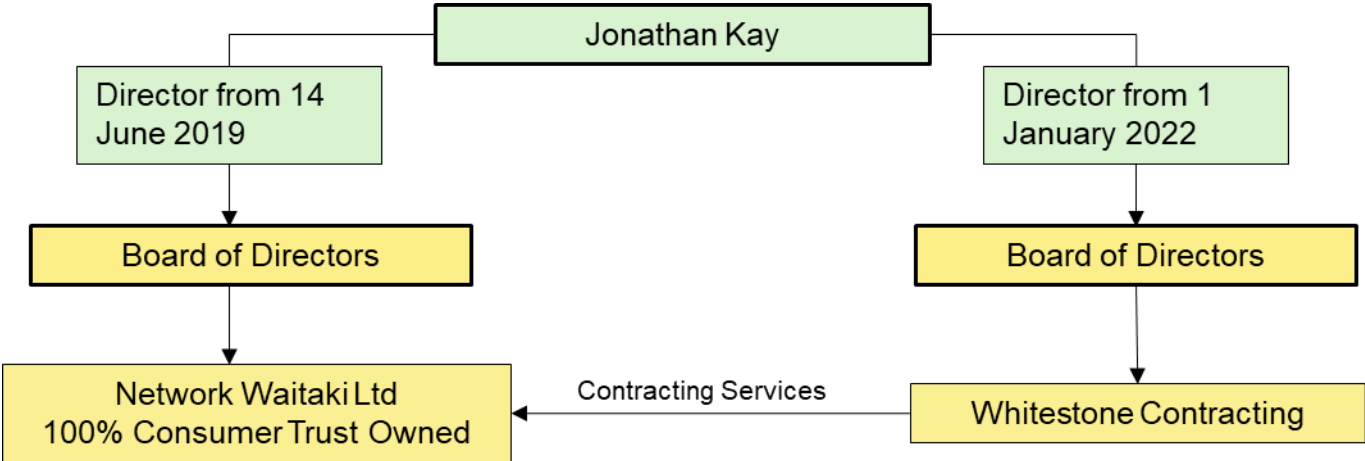 Jonathan Kay
Director from 14
June 2019
Director from 1
January 2022
Board of Directors
Board of Directors
Network Waitaki Ltd
100% Consumer Trust Owned
Contracting Services
Whitestone Contracting